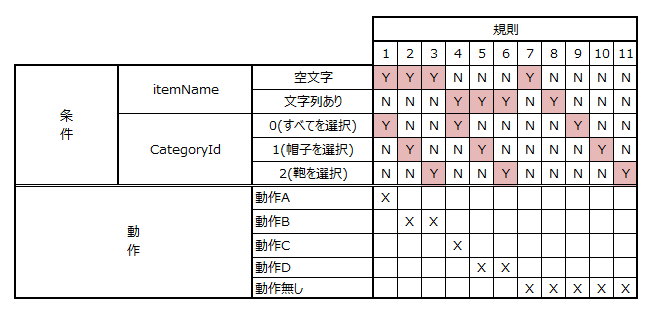 規則
1 2 3 4 5 6 7 8 9 10 11
条件
itemName
空文字 Y Y Y N N N Y N N N N
文字列あり N N N Y Y Y N Y N N N
CategoryId
0(すべてを選択) Y N N Y N N N N Y N N
1(帽子を選択) N Y N N Y N N N N Y N
2(鞄を選択) N N Y N N Y N N N N Y
動作
動作A X
動作B X X
動作C X
動作D X X
動作無し X X X X X